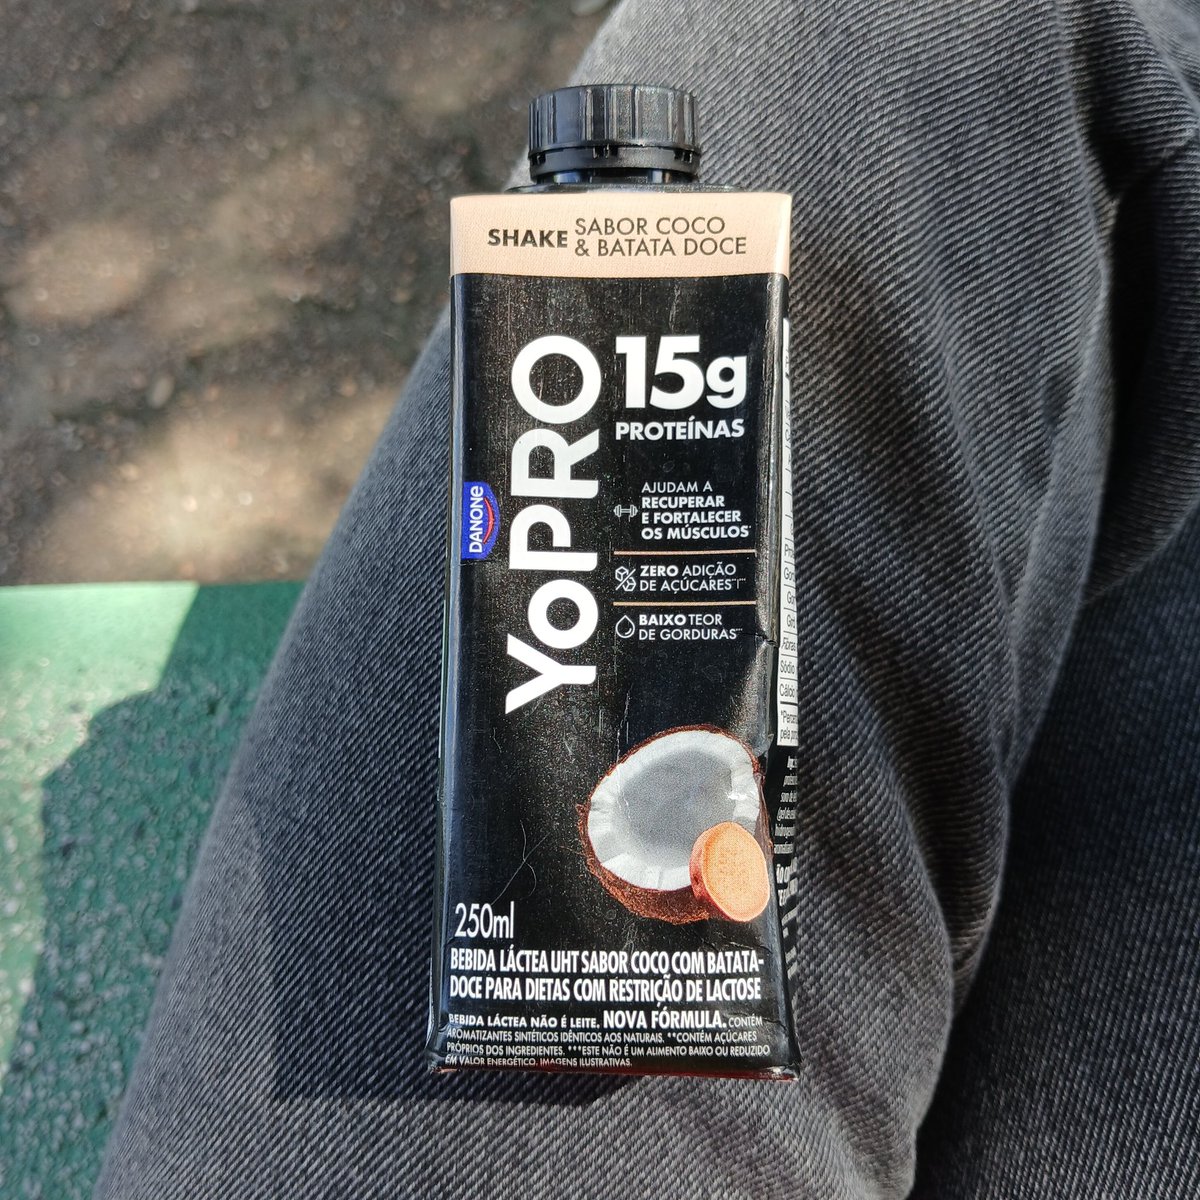 SHAKE SABOR COCO
& BATATA DOCE
DANONE
YoPRO
15g
PROTEÍNAS
AJUDAM A
RECUPERAR
E FORTALECER
OS MÚSCULOS*
ZERO ADIÇÃO
DE AÇÚCARES**/***
BAIXO TEOR
DE GORDURAS***
250ml
BEBIDA LÁCTEA UHT SABOR COCO COM BATATA-
DOCE PARA DIETAS COM RESTRIÇÃO DE LACTOSE
BEBIDA LÁCTEA NÃO É LEITE. NOVA FÓRMULA. CONTÉM
AROMATIZANTES SINTÉTICOS IDÊNTICOS AOS NATURAIS. **CONTÉM AÇÚCARES
PRÓPRIOS DOS INGREDIENTES. ***ESTE NÃO É UM ALIMENTO BAIXO OU REDUZIDO
EM VALOR ENERGÉTICO. IMAGENS ILUSTRATIVAS.
Fibras
Sódio